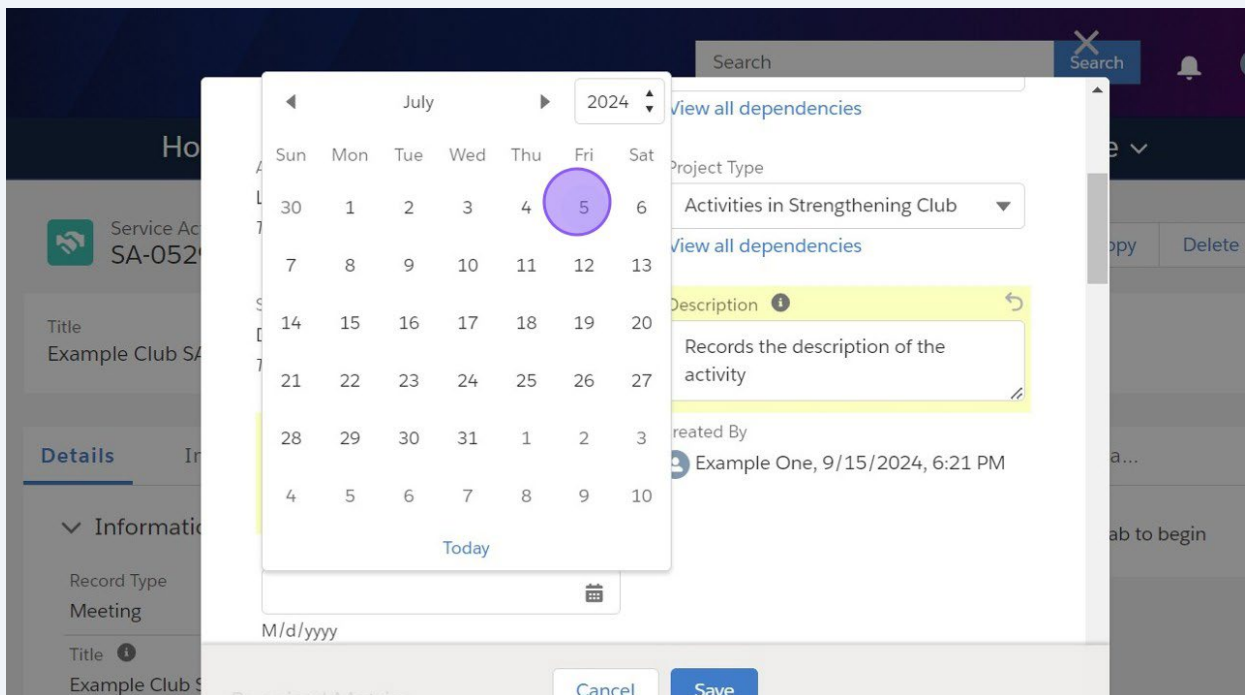 Search
Search
Ho
e
July
2024
Sun Mon Tue Wed Thu Fri Sat
30 1 2 3 4 5 6
7 8 9 10 11 12 13
14 15 16 17 18 19 20
21 22 23 24 25 26 27
28 29 30 31 1 2 3
4 5 6 7 8 9 10
Today
M/d/yyyy
View all dependencies
Project Type
Activities in Strengthening Club
View all dependencies
Description
Records the description of the
activity
reated By
Example One, 9/15/2024, 6:21 PM
Service Ac
SA-052
py
Delete
Title
Example Club SA
Details
In
a...
Informatic
ab to begin
Record Type
Meeting
Title
Example Club S
Cancel
Save